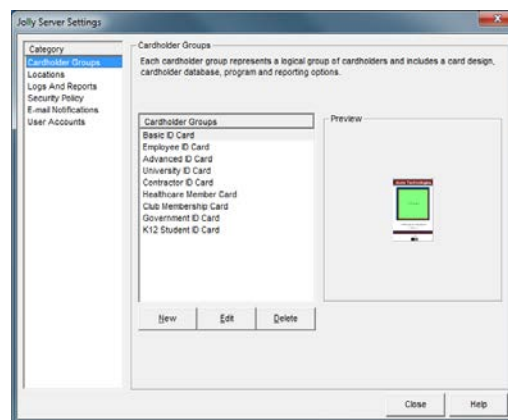 Jolly Server Settings
Category
Cardholder Groups
Locations
Logs And Reports
Security Policy
E-mail Notifications
User Accounts
Cardholder Groups
Each cardholder group represents a logical group of cardholders and includes a card design,
cardholder database, program and reporting options.
Cardholder Groups
Basic ID Card
Employee ID Card
Advanced ID Card
University ID Card
Contractor ID Card
Healthcare Member Card
Club Membership Card
Government ID Card
K12 Student ID Card
Preview
Jolly Technologies
New
Edit
Delete
Close
Help